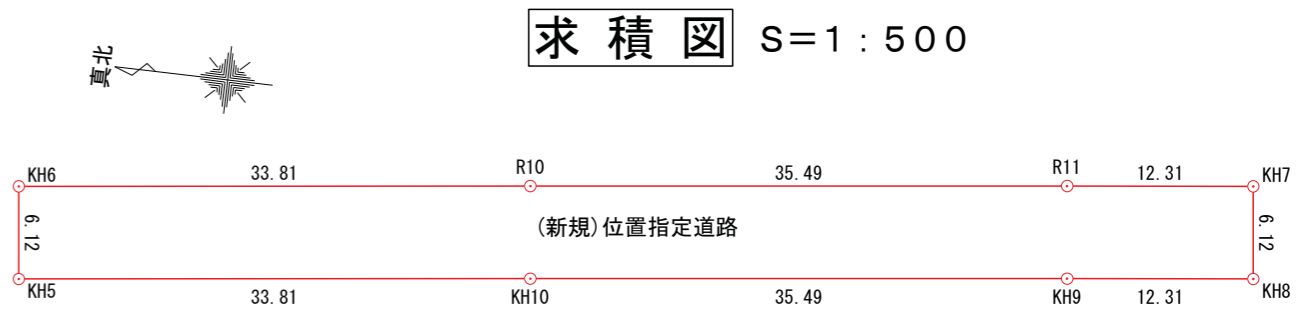 求積図 S=1:500
真北
KH6 33.81 R10 35.49 R11 12.31 KH7
6.12 (新規)位置指定道路 6.12
KH5 33.81 KH10 35.49 KH9 12.31 KH8